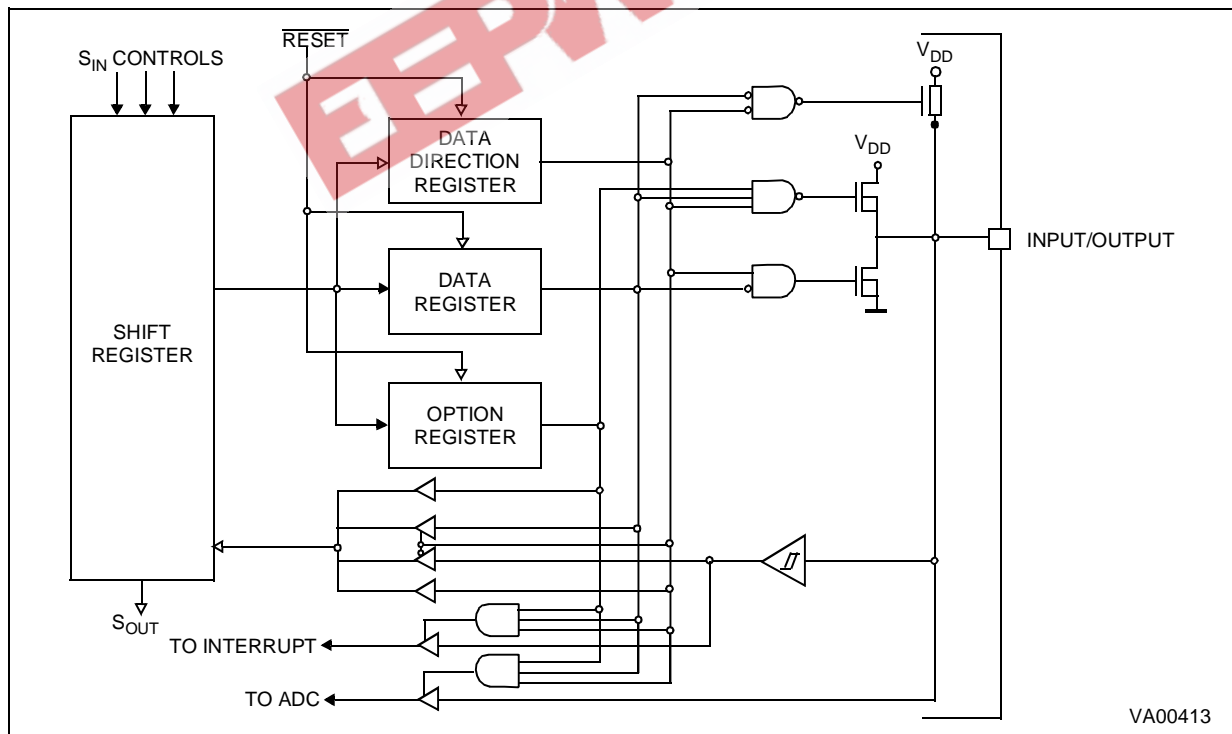 RESET
S_IN CONTROLS
V_DD
DATA
DIRECTION
REGISTER
V_DD
INPUT/OUTPUT
DATA
REGISTER
SHIFT
REGISTER
OPTION
REGISTER
S_OUT
TO INTERRUPT
TO ADC
VA00413